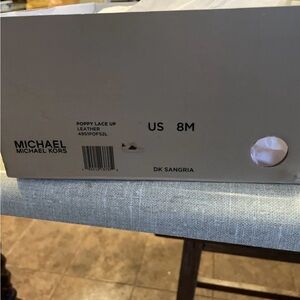 POPPY LACE UP
LEATHER
US 8M
MICHAEL
MICHAEL KORS
DK SANGRIA